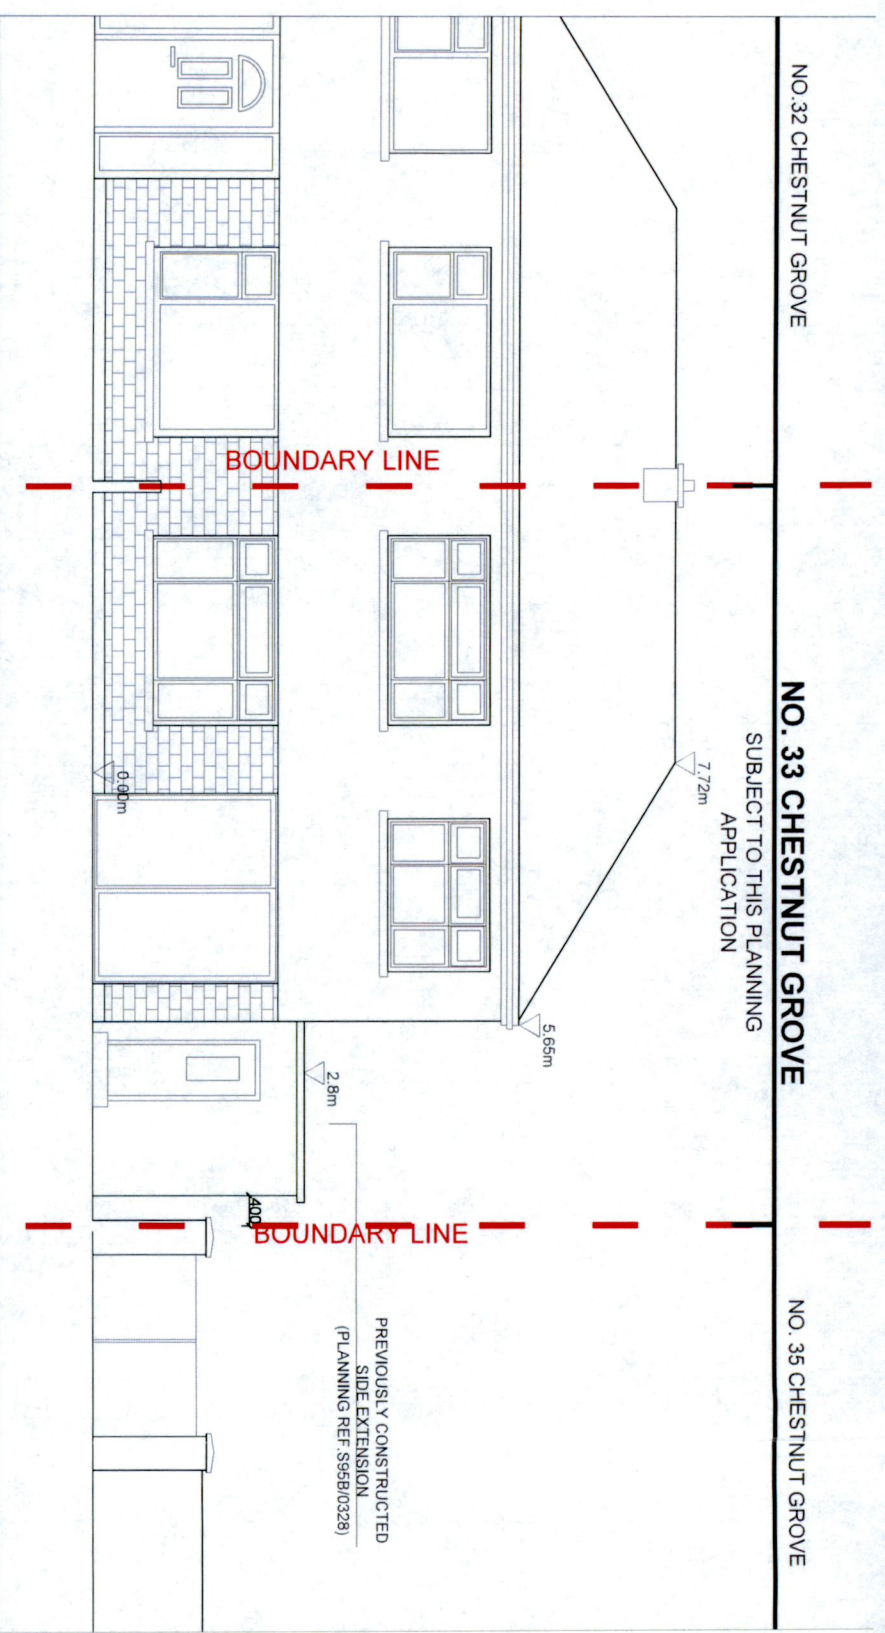 NO.32 CHESTNUT GROVE
NO. 33 CHESTNUT GROVE
SUBJECT TO THIS PLANNING
APPLICATION
NO. 35 CHESTNUT GROVE
7.72m
5.65m
2.8m
0.00m
400
BOUNDARY LINE
BOUNDARY LINE
PREVIOUSLY CONSTRUCTED
SIDE EXTENSION
(PLANNING REF.S95B/0328)